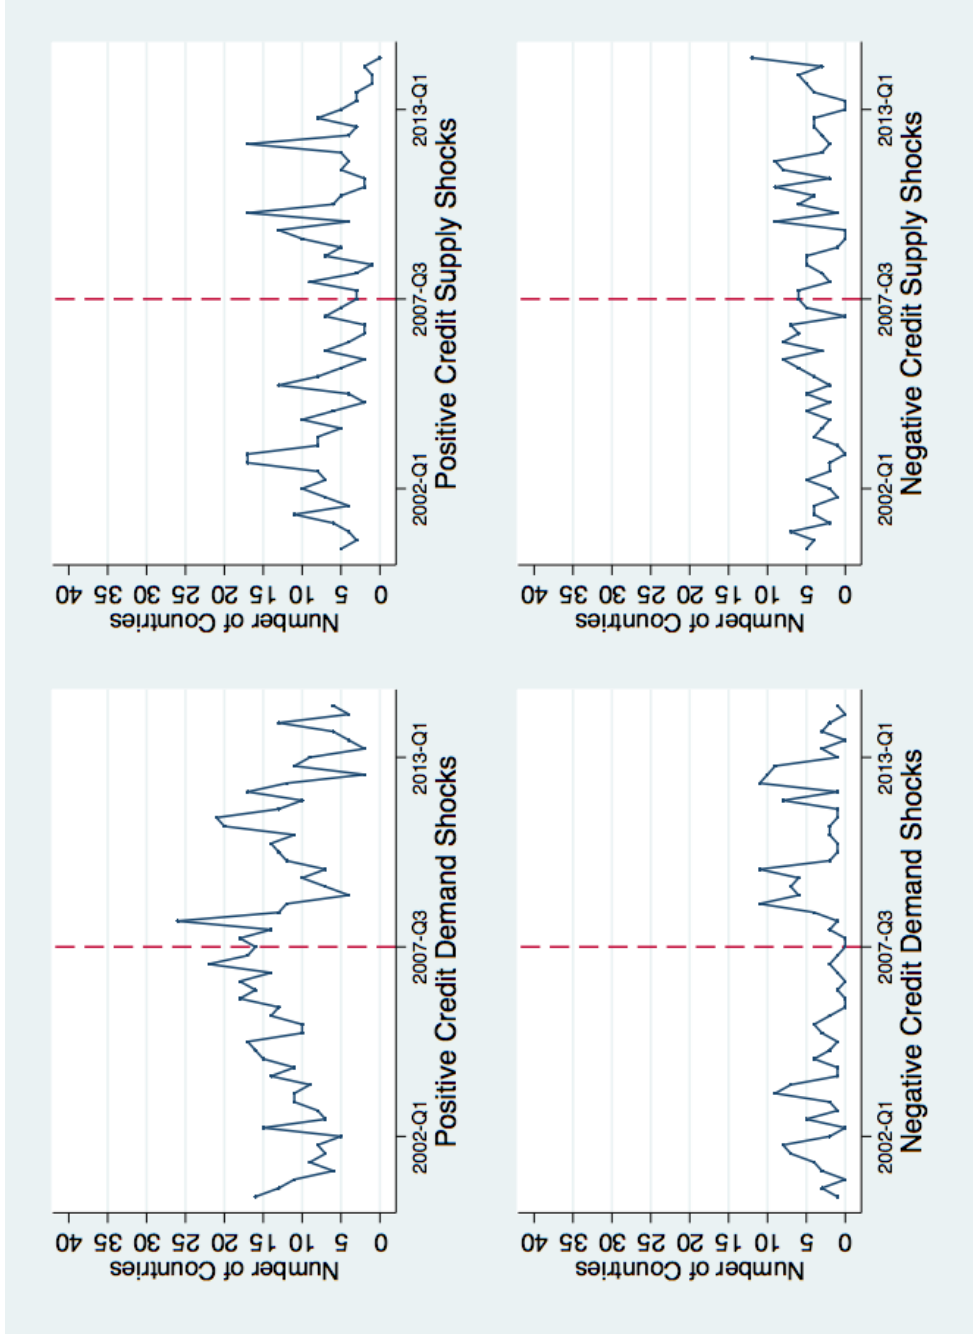 Number of Countries
40
35
30
25
20
15
10
5
0
2002-Q1
2007-Q3
2013-Q1
Positive Credit Demand Shocks
Number of Countries
40
35
30
25
20
15
10
5
0
2002-Q1
2007-Q3
2013-Q1
Positive Credit Supply Shocks
Number of Countries
40
35
30
25
20
15
10
5
0
2002-Q1
2007-Q3
2013-Q1
Negative Credit Demand Shocks
Number of Countries
40
35
30
25
20
15
10
5
0
2002-Q1
2007-Q3
2013-Q1
Negative Credit Supply Shocks